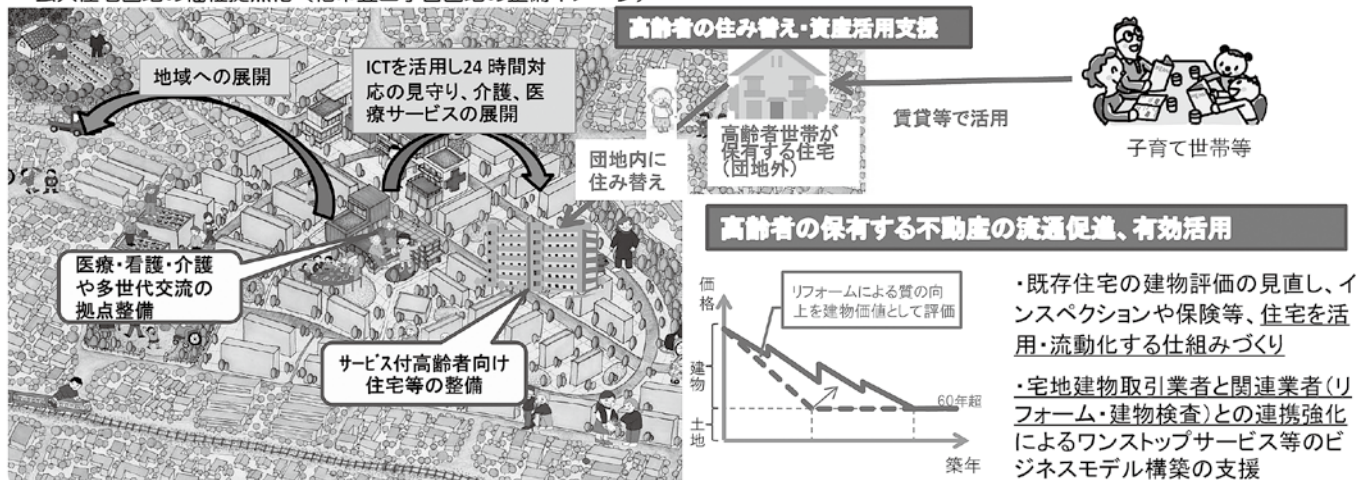 高齢者の住み替え・資産活用支援
地域への展開
ICTを活用し24 時間対
応の見守り、介護、医
療サービスの展開
団地内に
住み替え
高齢者世帯が
保有する住宅
(団地外)
賃貸等で活用
子育て世帯等
医療・看護・介護
や多世代交流の
拠点整備
サービス付高齢者向け
住宅等の整備
高齢者の保有する不動産の流通促進、有効活用
価
格
建
物
土
地
リフォームによる質の向
上を建物価値として評価
60年超
築年
・既存住宅の建物評価の見直し、イ
ンスペクションや保険等、住宅を活
用・流動化する仕組みづくり
・宅地建物取引業者と関連業者(リ
フォーム・建物検査)との連携強化
によるワンストップサービス等のビ
ジネスモデル構築の支援